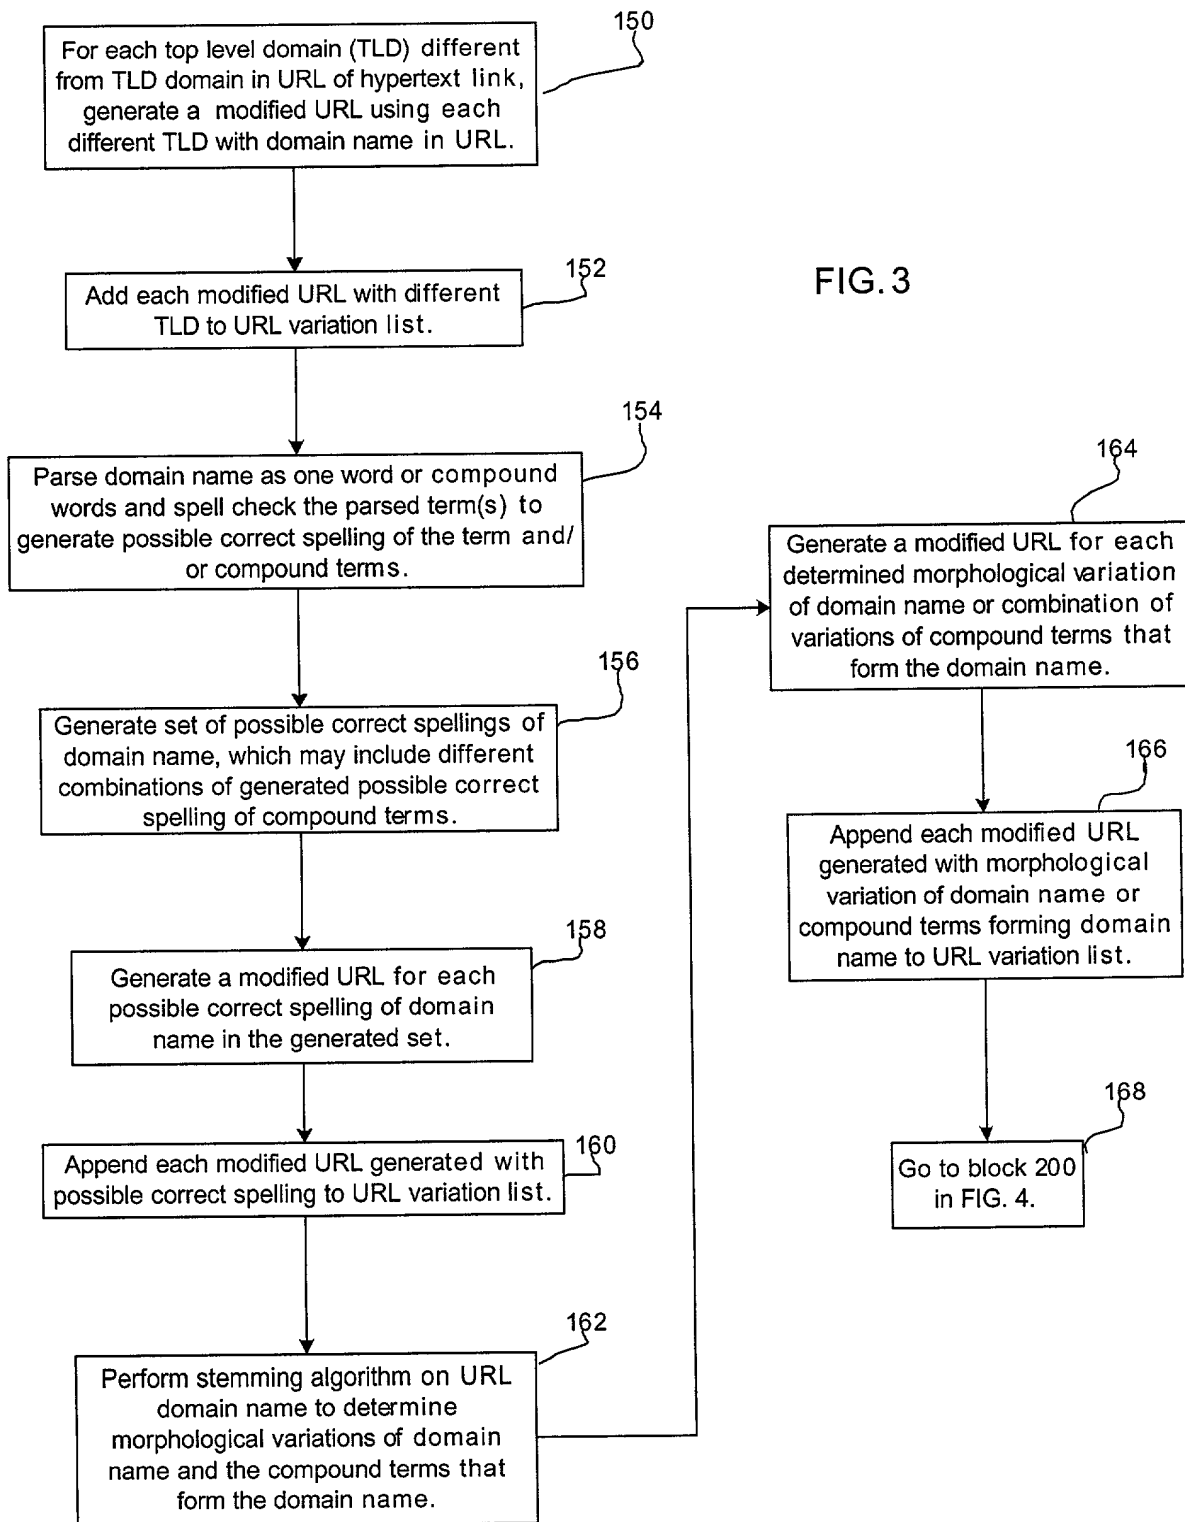 150
For each top level domain (TLD) different
from TLD domain in URL of hypertext link,
generate a modified URL using each
different TLD with domain name in URL.
152
Add each modified URL with different
TLD to URL variation list.
FIG. 3
154
Parse domain name as one word or compound
words and spell check the parsed term(s) to
generate possible correct spelling of the term and/
or compound terms.
156
Generate set of possible correct spellings of
domain name, which may include different
combinations of generated possible correct
spelling of compound terms.
158
Generate a modified URL for each
possible correct spelling of domain
name in the generated set.
160
Append each modified URL generated with
possible correct spelling to URL variation list.
162
Perform stemming algorithm on URL
domain name to determine
morphological variations of domain
name and the compound terms that
form the domain name.
164
Generate a modified URL for each
determined morphological variation
of domain name or combination of
variations of compound terms that
form the domain name.
166
Append each modified URL
generated with morphological
variation of domain name or
compound terms forming domain
name to URL variation list.
168
Go to block 200
in FIG. 4.